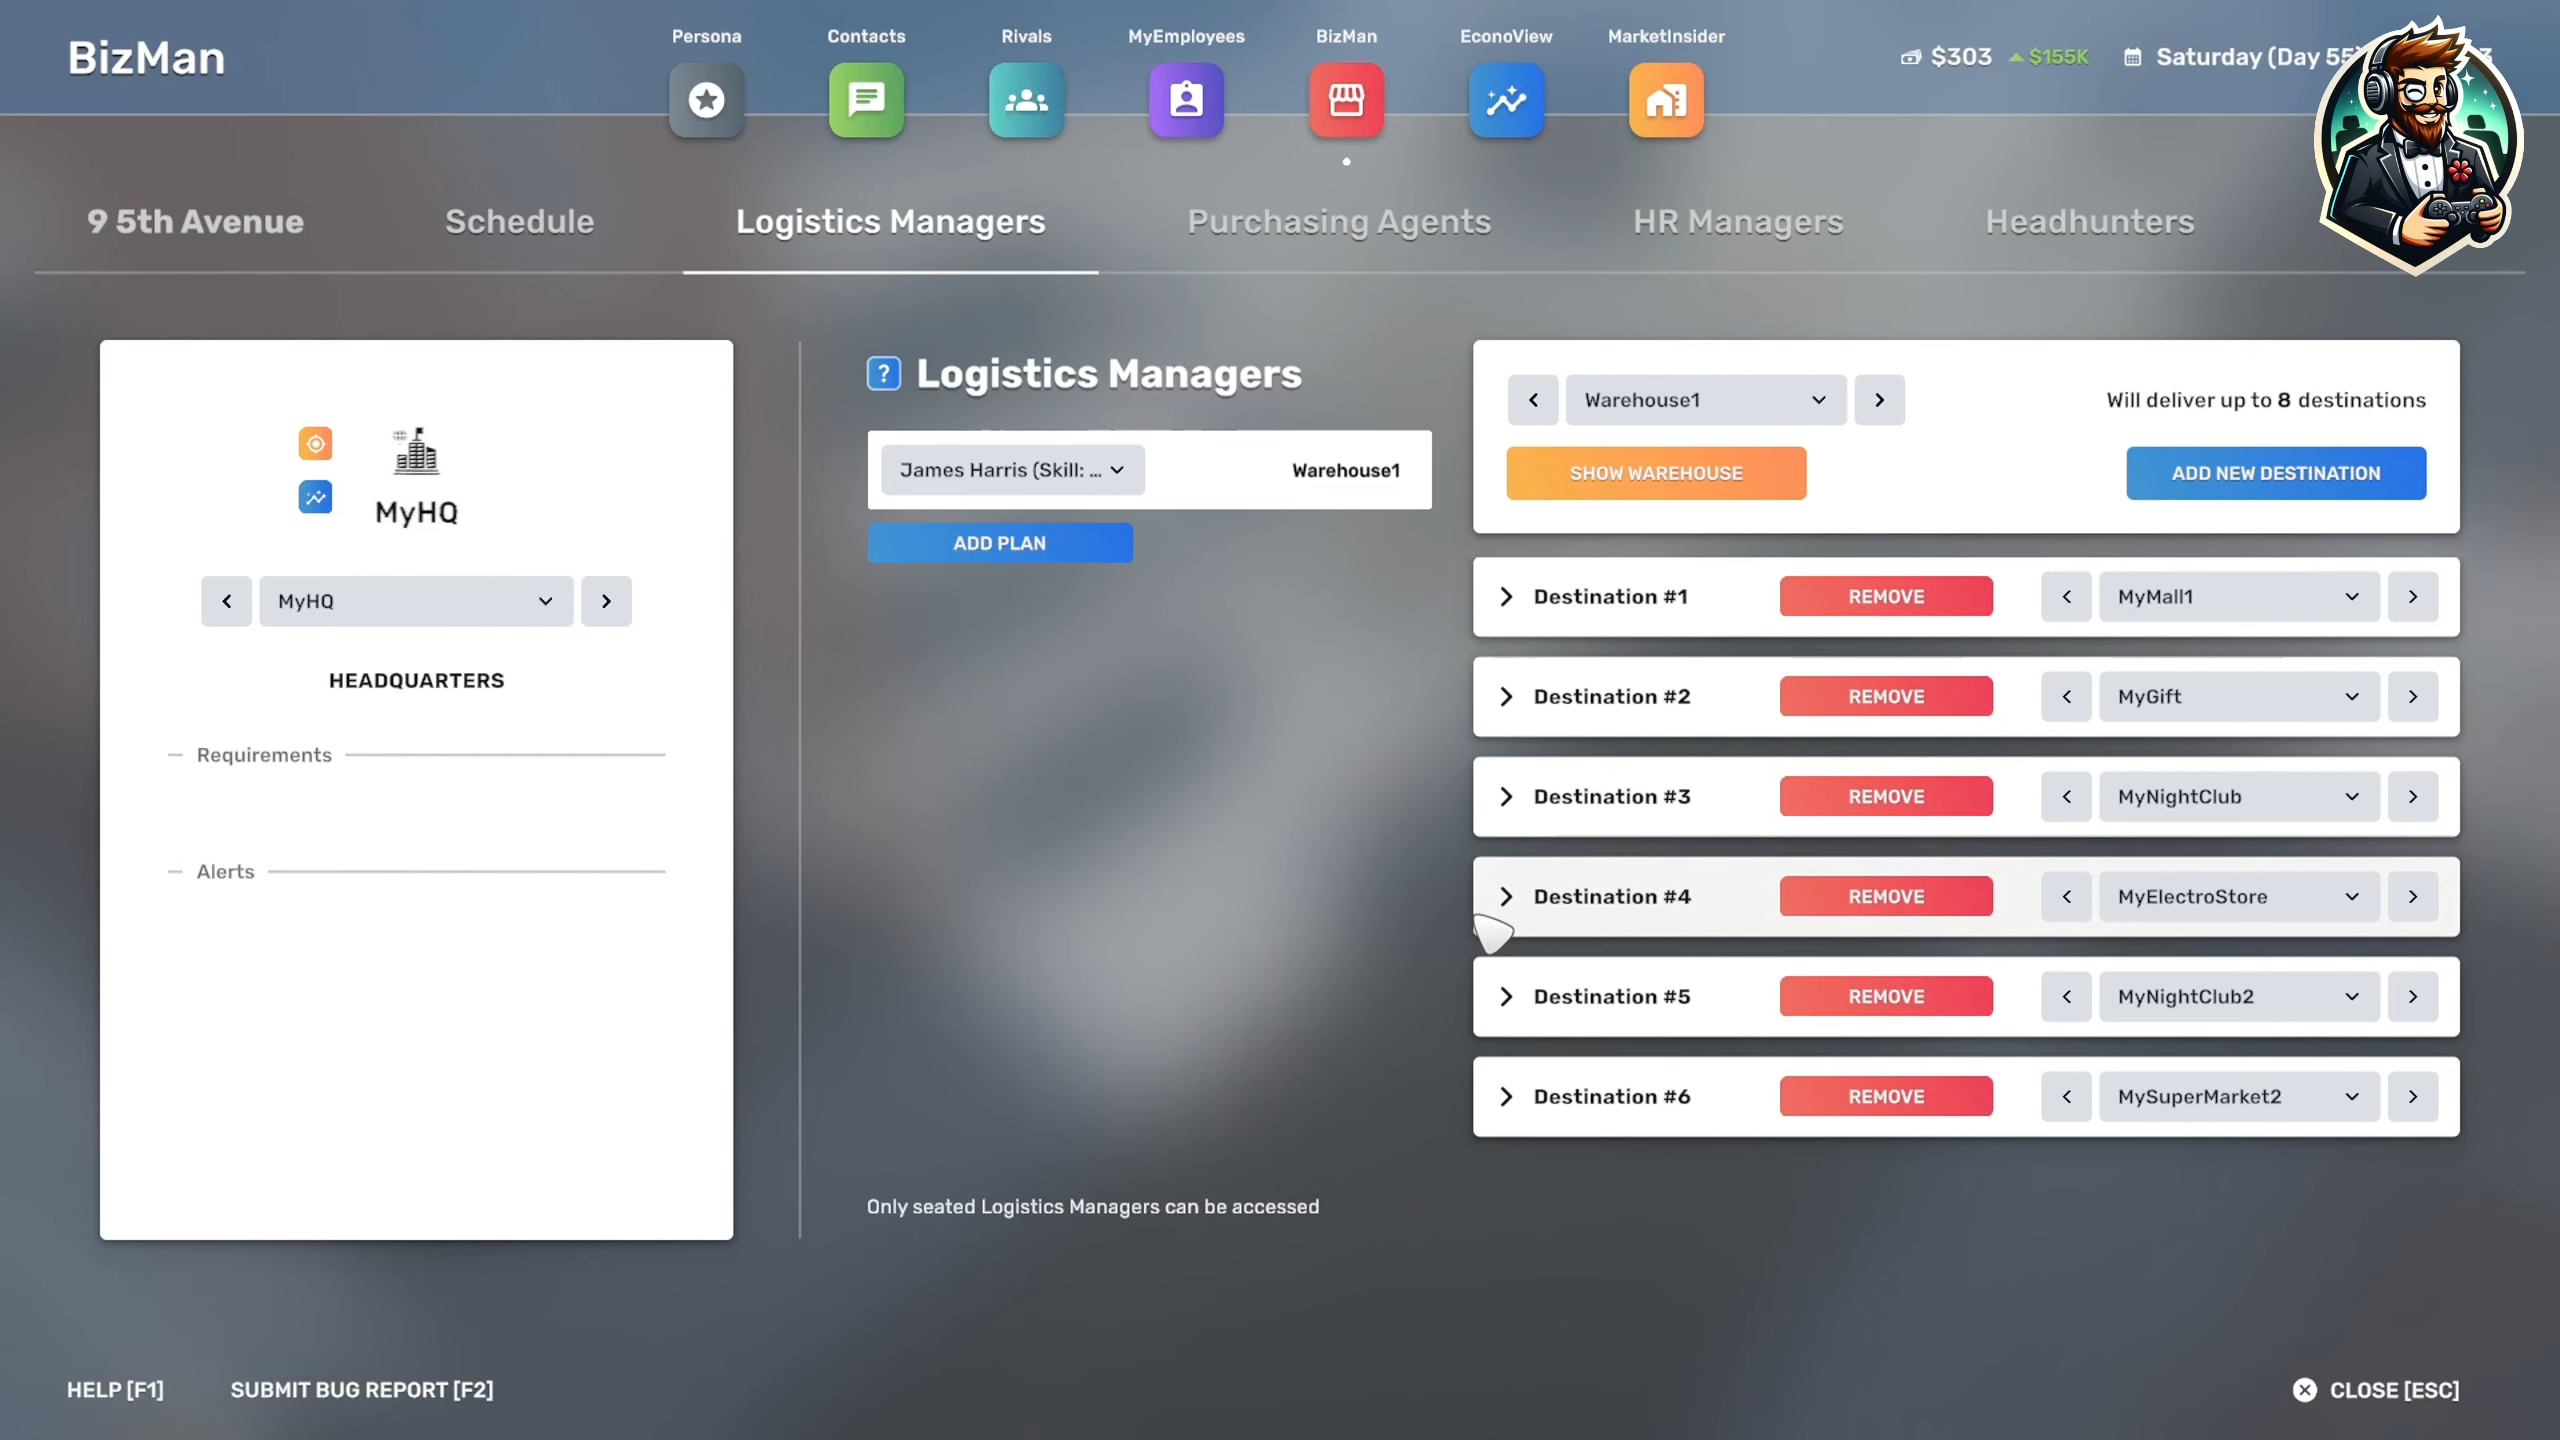 BizMan
Persona
Contacts
Rivals
MyEmployees
BizMan
EconoView
MarketInsider
$303
$155K
Saturday (Day 55
9 5th Avenue
Schedule
Logistics Managers
Purchasing Agents
HR Managers
Headhunters
MyHQ
MyHQ
HEADQUARTERS
Requirements
Alerts
? Logistics Managers
James Harris (Skill: ...
Warehouse1
ADD PLAN
Only seated Logistics Managers can be accessed
Warehouse1
Will deliver up to 8 destinations
SHOW WAREHOUSE
ADD NEW DESTINATION
Destination #1 REMOVE MyMall1
Destination #2 REMOVE MyGift
Destination #3 REMOVE MyNightClub
Destination #4 REMOVE MyElectroStore
Destination #5 REMOVE MyNightClub2
Destination #6 REMOVE MySuperMarket2
HELP [F1]
SUBMIT BUG REPORT [F2]
CLOSE [ESC]